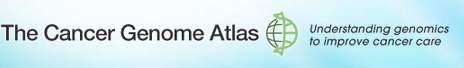 The Cancer Genome Atlas
Understanding genomics
to improve cancer care